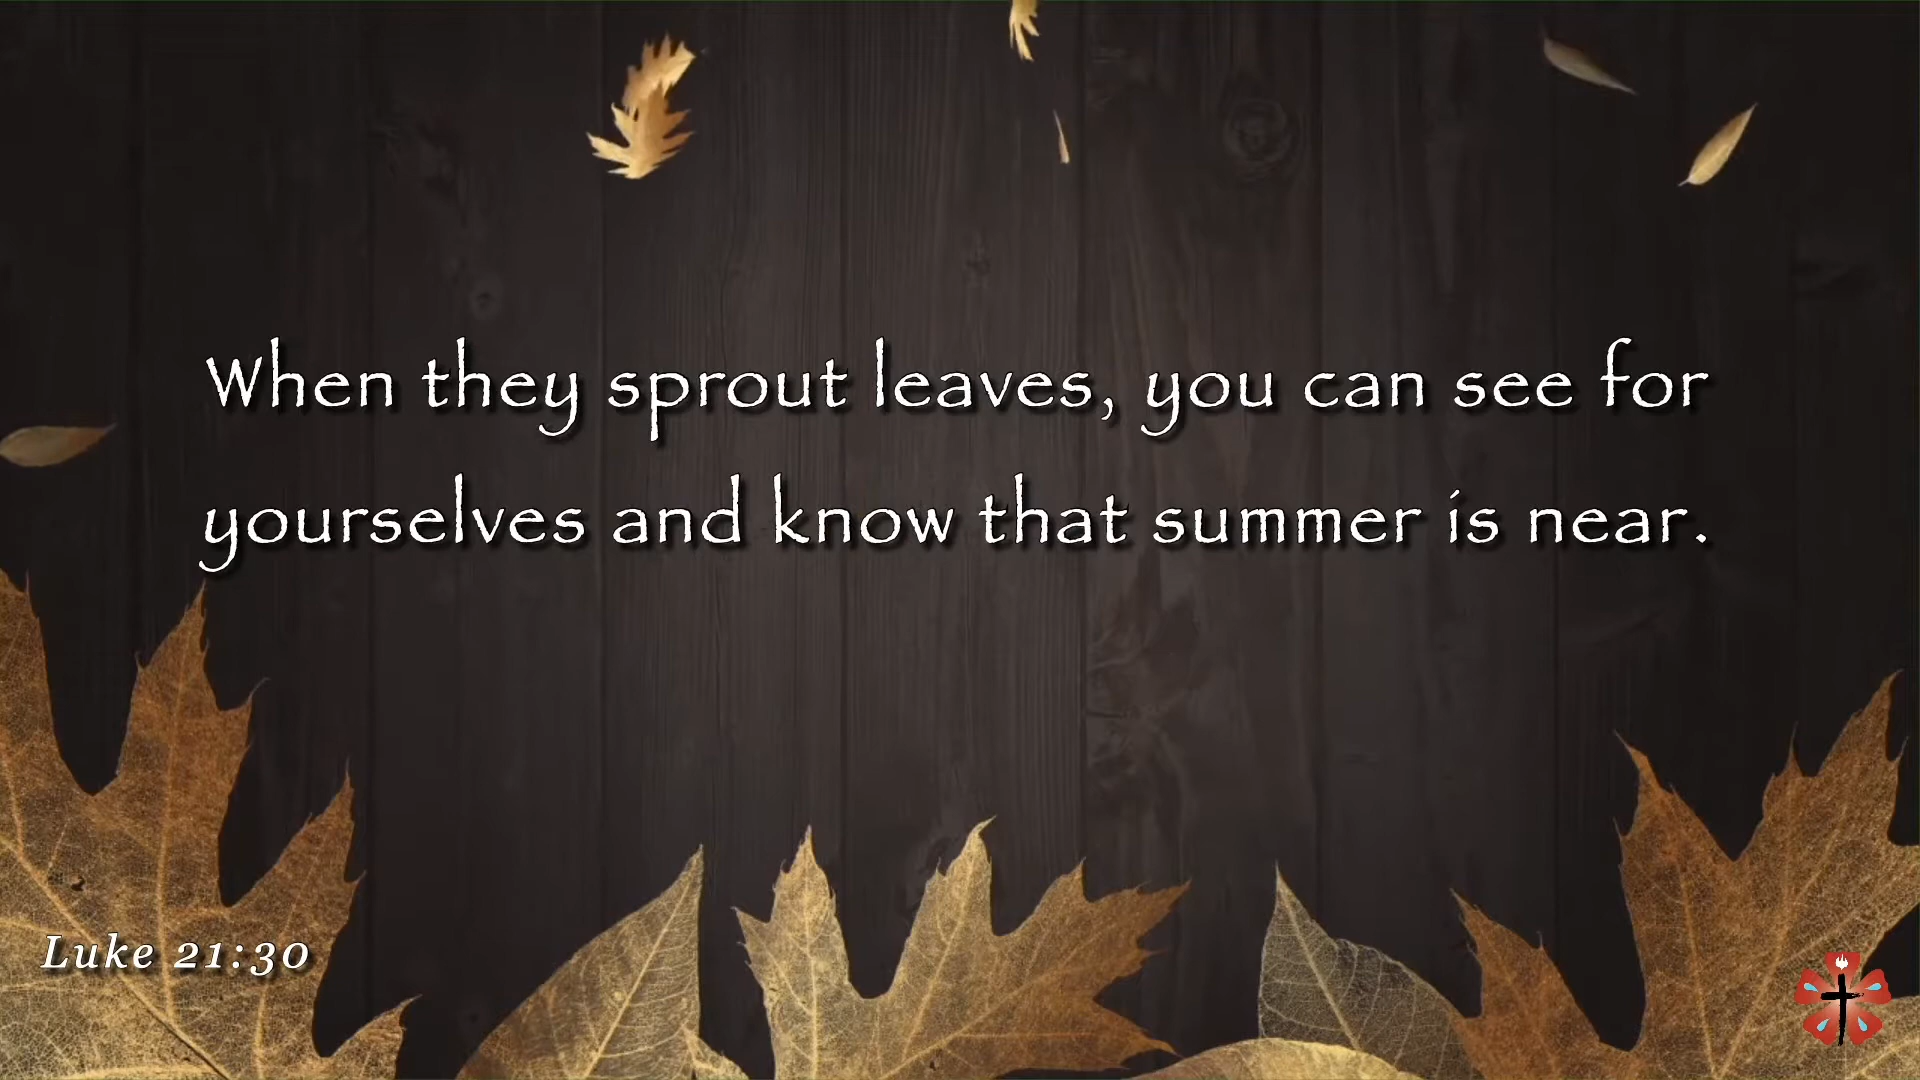 When they sprout leaves, you can see for
yourselves and know that summer is near.
Luke 21:30